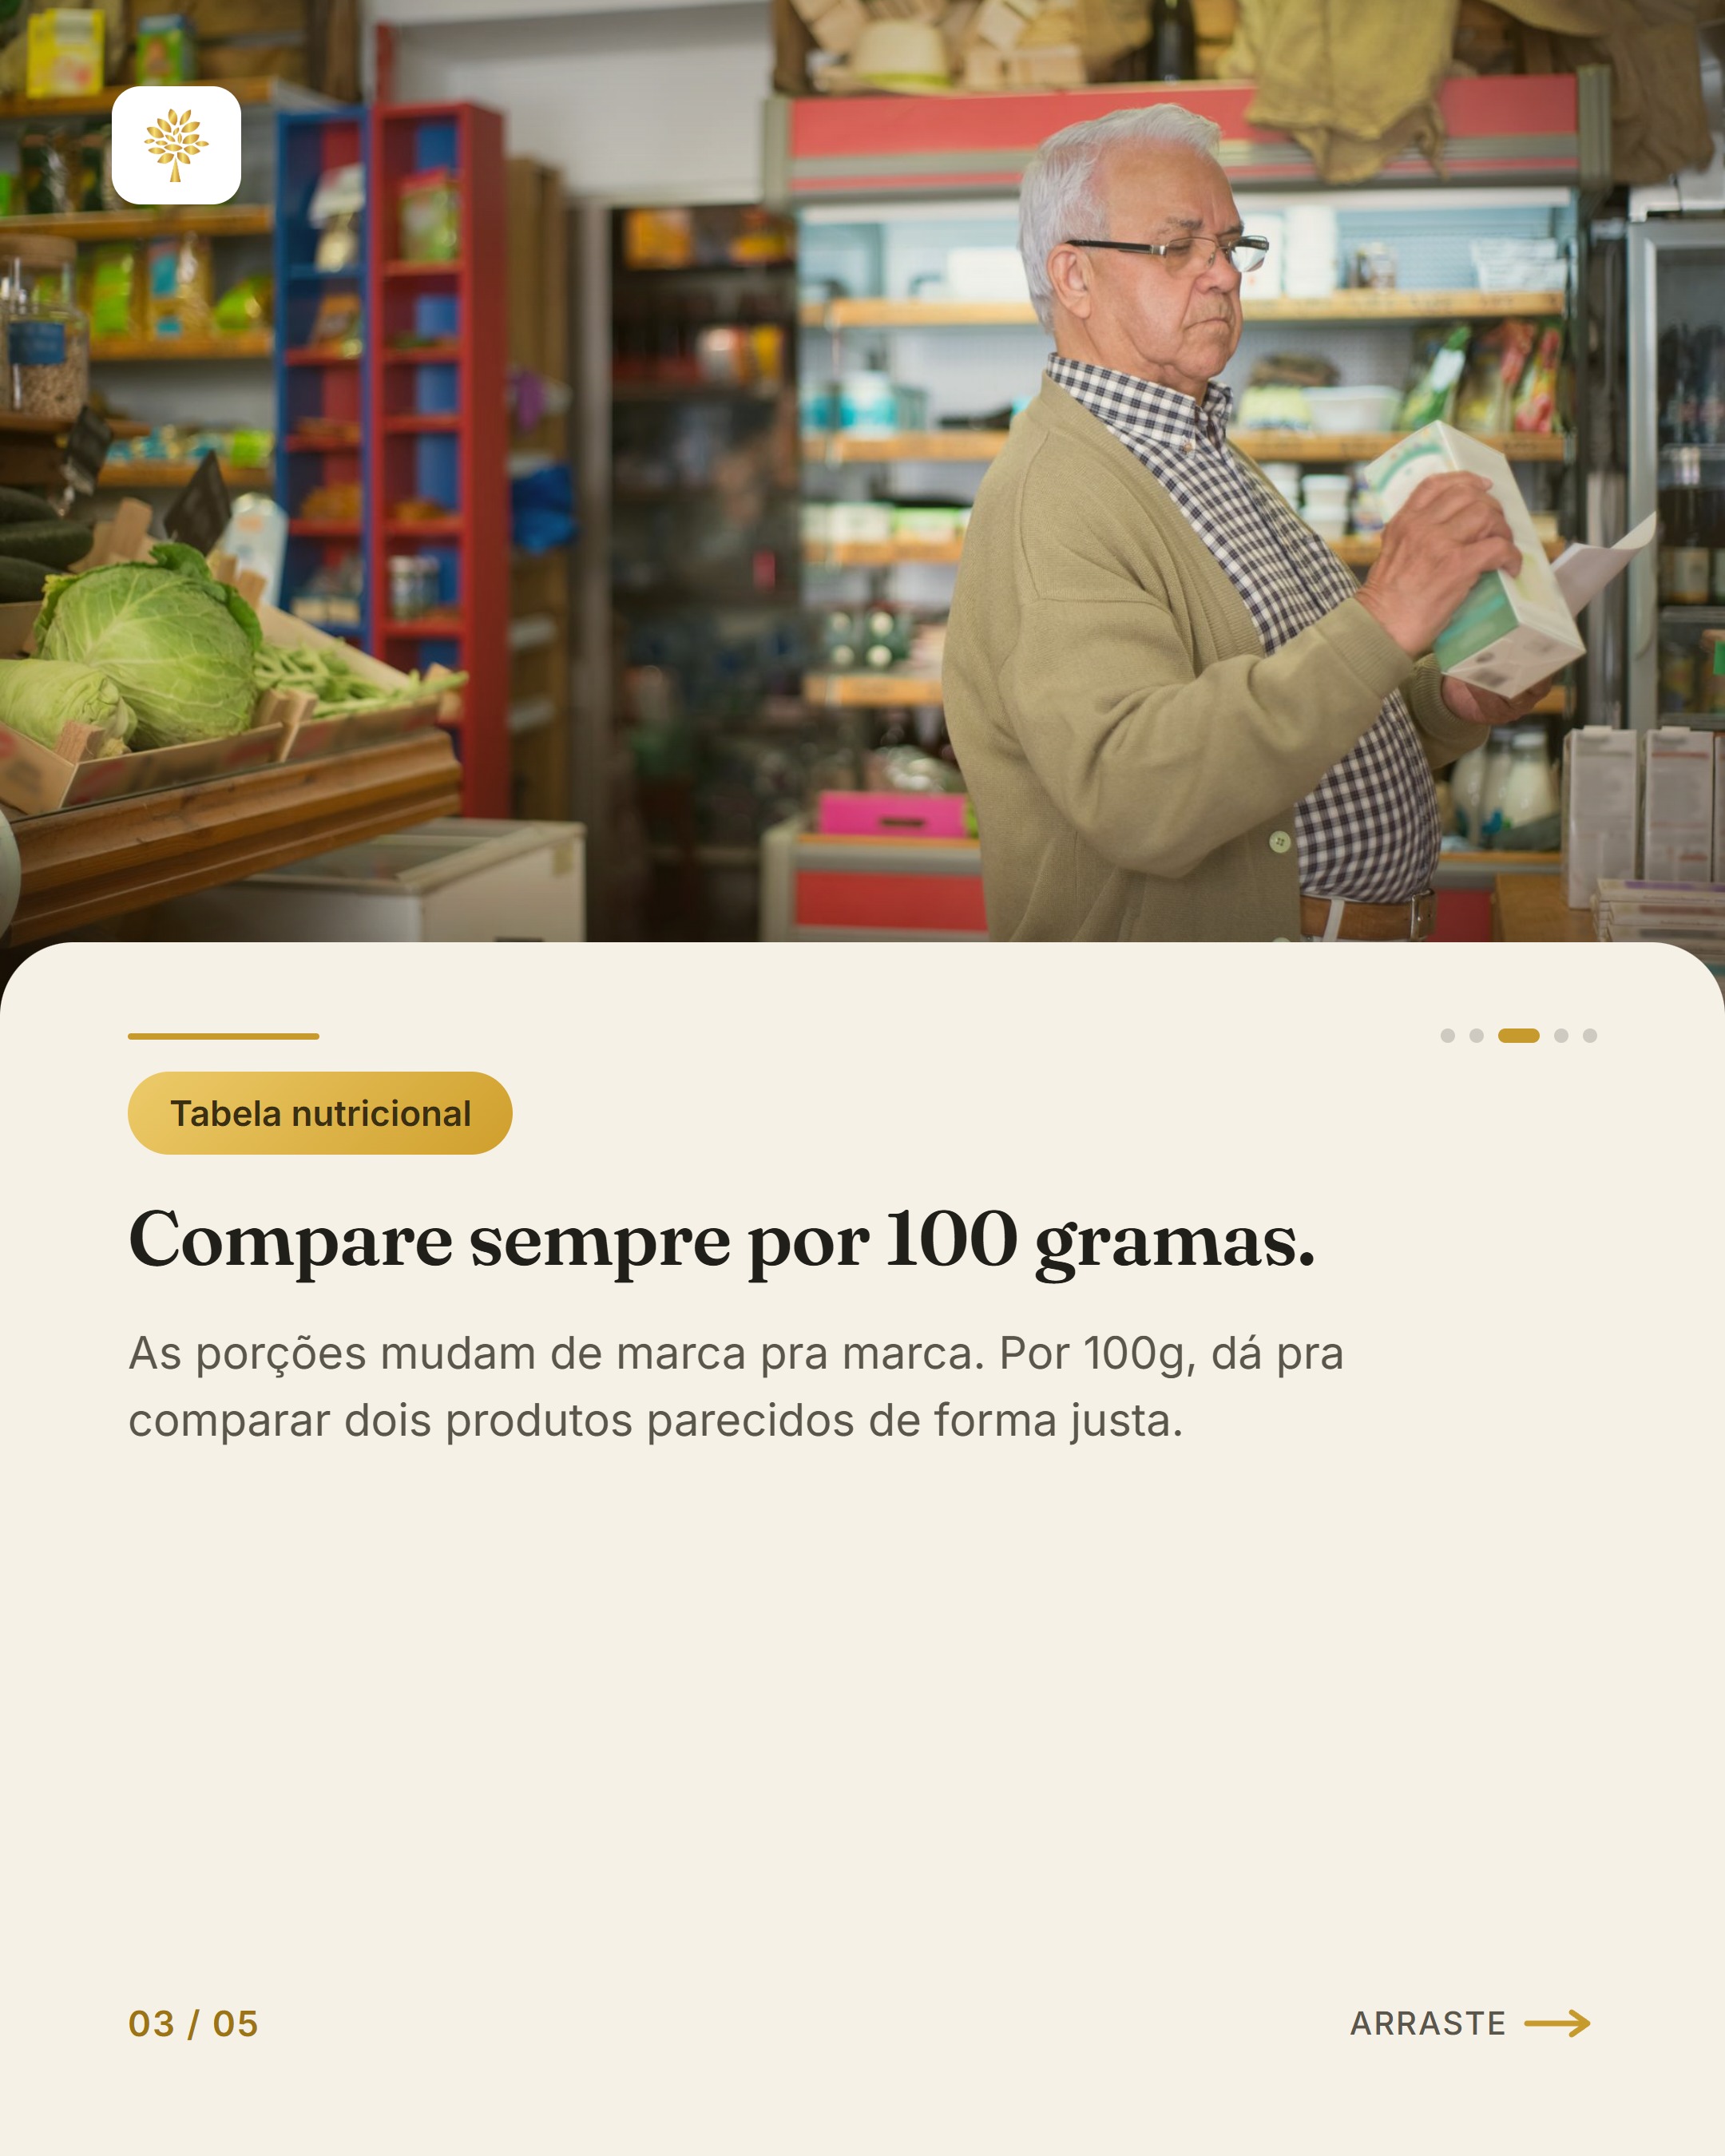 Tabela nutricional
Compare sempre por 100 gramas.
As porções mudam de marca pra marca. Por 100g, dá pra
comparar dois produtos parecidos de forma justa.
03 / 05
ARRASTE